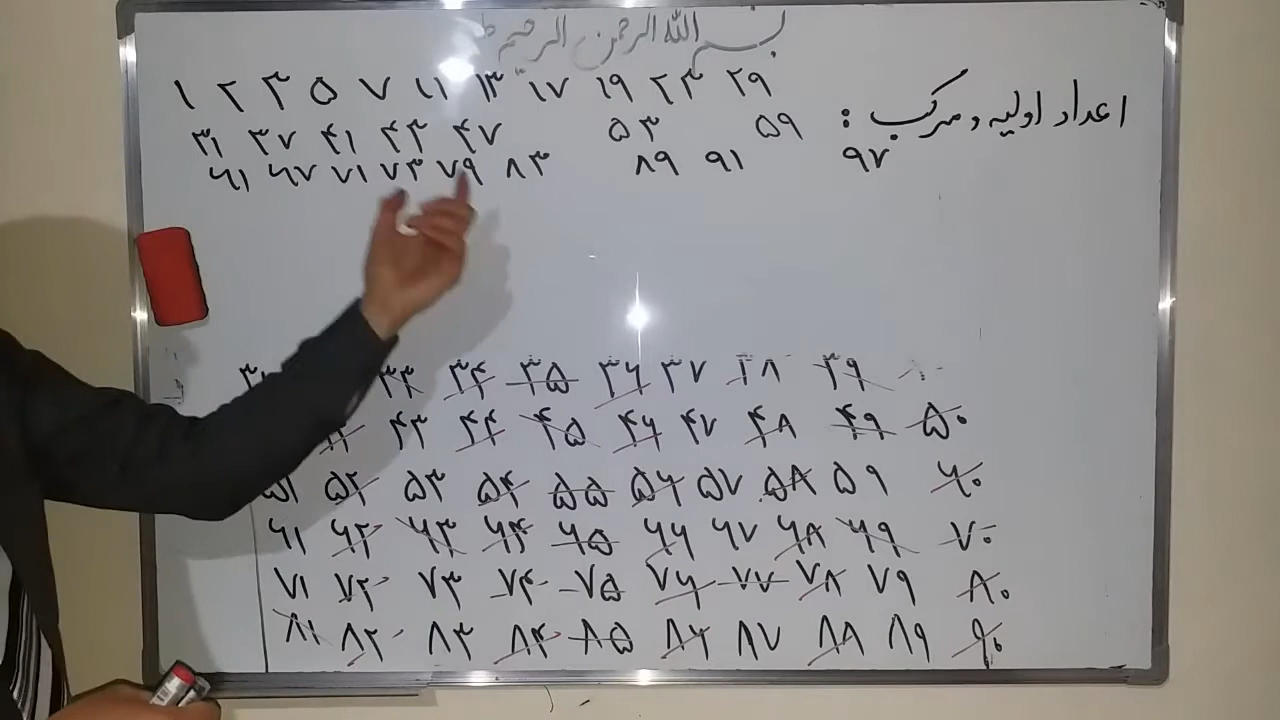 بسم الله الرحمن الرحیم
اعداد اولیه و مرکب :
۱ ۲ ۳ ۵ ۷ ۱۱ ۱۳ ۱۷ ۱۹ ۲۳ ۲۹
۳۱ ۳۷ ۴۱ ۴۳ ۴۷ ۵۳ ۵۹
۶۱ ۶۷ ۷۱ ۷۳ ۷۹ ۸۳ ۸۹ ۹۱ ۹۷
۳۳ ۳۴ ۳۵ ۳۶ ۳۷ ۳۸ ۳۹
۴۳ ۴۴ ۴۵ ۴۶ ۴۷ ۴۸ ۴۹ ۵۰
۵۱ ۵۲ ۵۳ ۵۴ ۵۵ ۵۶ ۵۷ ۵۸ ۵۹ ۶۰
۶۱ ۶۲ ۶۳ ۶۴ ۶۵ ۶۶ ۶۷ ۶۸ ۶۹ ۷۰
۷۱ ۷۲ ۷۳ ۷۴ ۷۵ ۷۶ ۷۷ ۷۸ ۷۹ ۸۰
۸۱ ۸۲ ۸۳ ۸۴ ۸۵ ۸۶ ۸۷ ۸۸ ۸۹ ۹۰